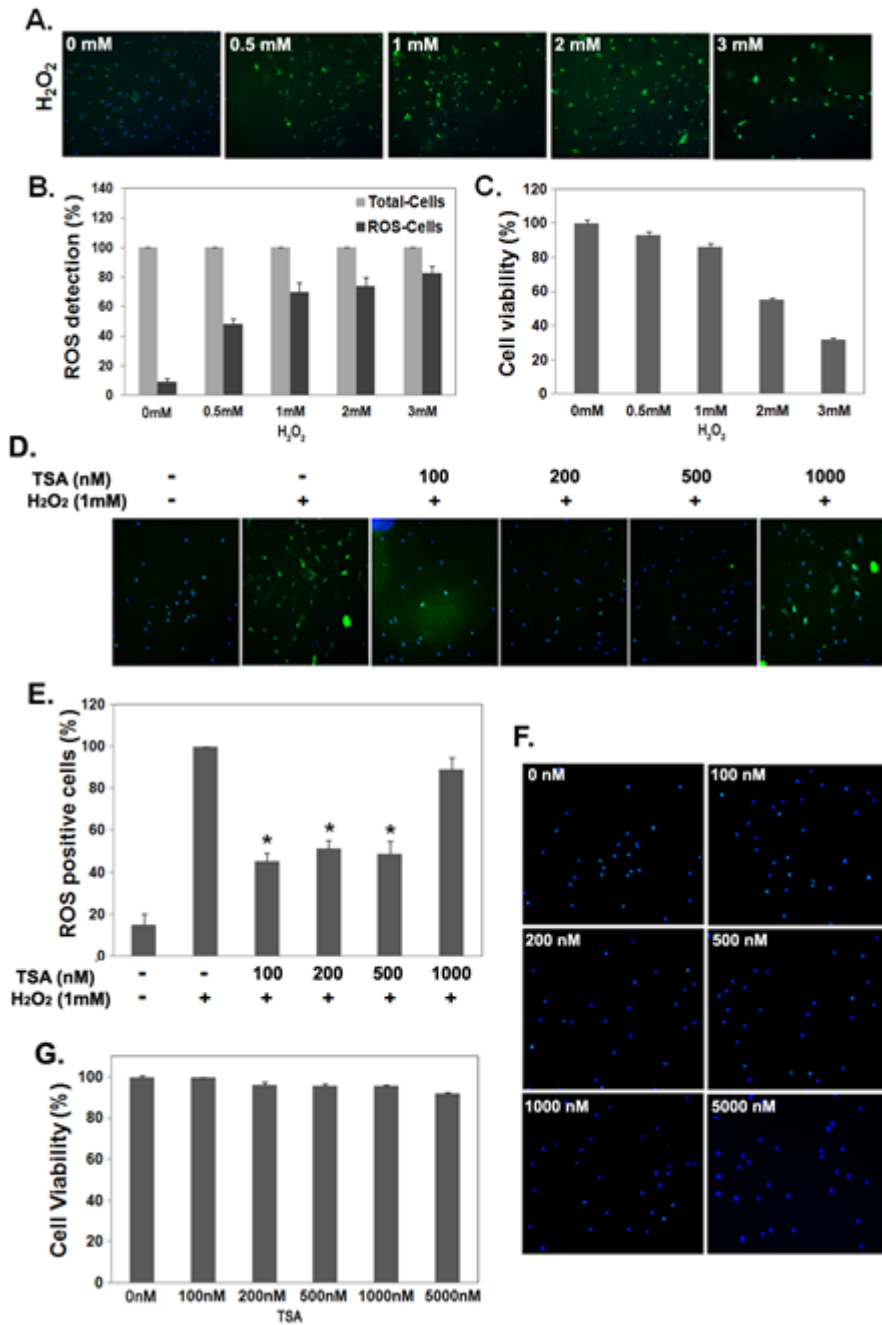 A.
H₂O₂
0 mM
0.5 mM
1 mM
2 mM
3 mM
B.
ROS detection (%)
140
120
100
80
60
40
20
0
Total-Cells
ROS-Cells
0mM 0.5mM 1mM 2mM 3mM
H₂O₂
C.
Cell viability (%)
120
100
80
60
40
20
0
0mM 0.5mM 1mM 2mM 3mM
H₂O₂
D.
TSA (nM) - - 100 200 500 1000
H₂O₂ (1mM) - + + + + +
E.
ROS positive cells (%)
120
100
80
60
40
20
0
* * *
TSA (nM) - - 100 200 500 1000
H₂O₂ (1mM) - + + + + +
F.
0 nM
100 nM
200 nM
500 nM
1000 nM
5000 nM
G.
Cell Viability (%)
100
80
60
40
20
0
0nM 100nM 200nM 500nM 1000nM 5000nM
TSA